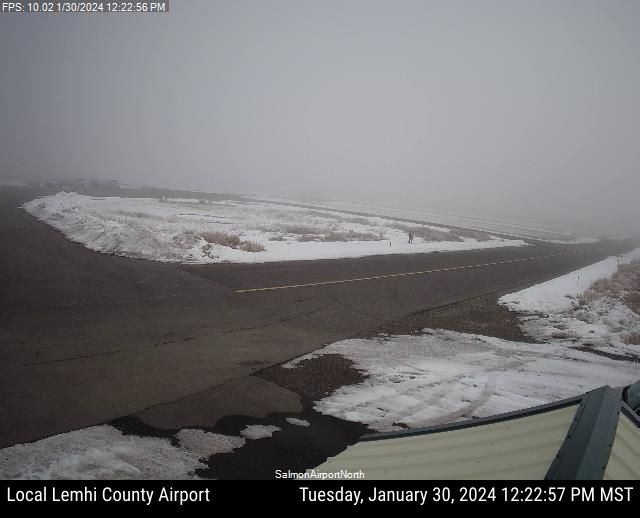 FPS: 10.02 1/30/2024 12:22:56 PM
SalmonAirportNorth
Local Lemhi County Airport
Tuesday, January 30, 2024 12:22:57 PM MST